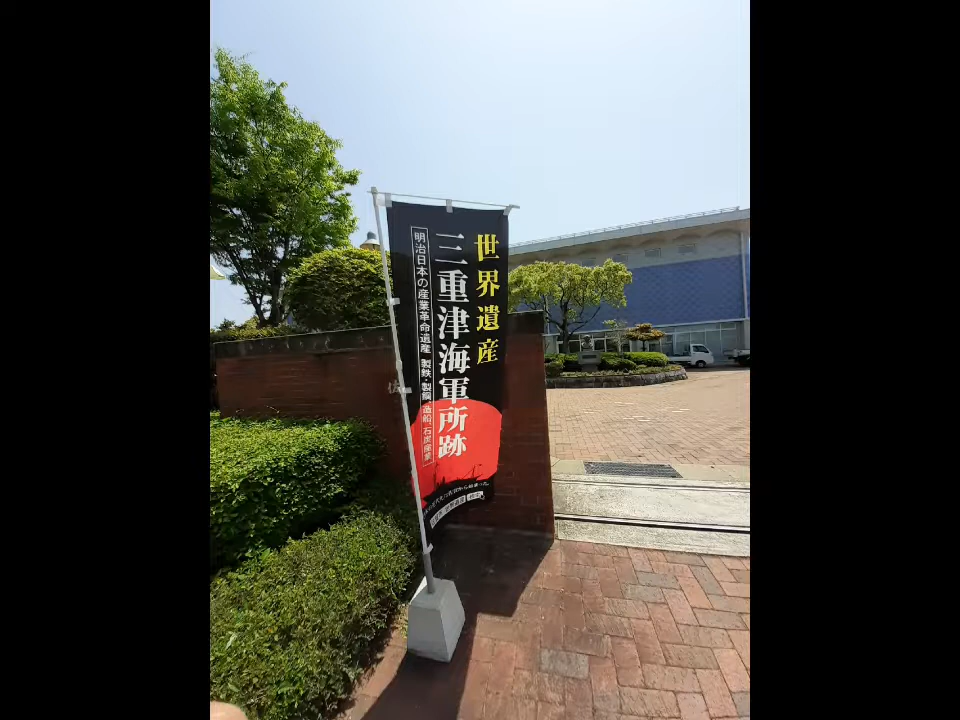 世界遺産
三重津海軍所跡
明治日本の産業革命遺産 製鉄・製鋼、造船、石炭産業